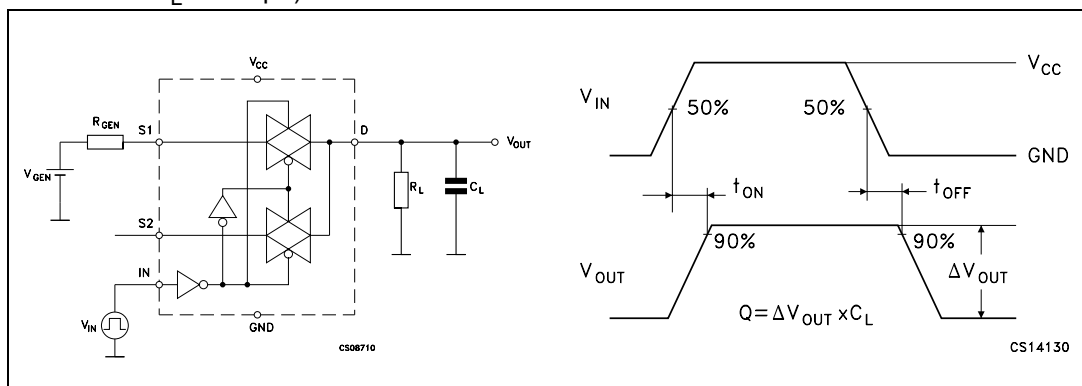 V_CC
R_GEN
S1
D
V_OUT
V_GEN
R_L
C_L
S2
IN
V_IN
GND
CS08710
V_CC
V_IN
50%
50%
GND
t_ON
t_OFF
90%
90%
V_OUT
ΔV_OUT
Q=ΔV_OUT xC_L
CS14130